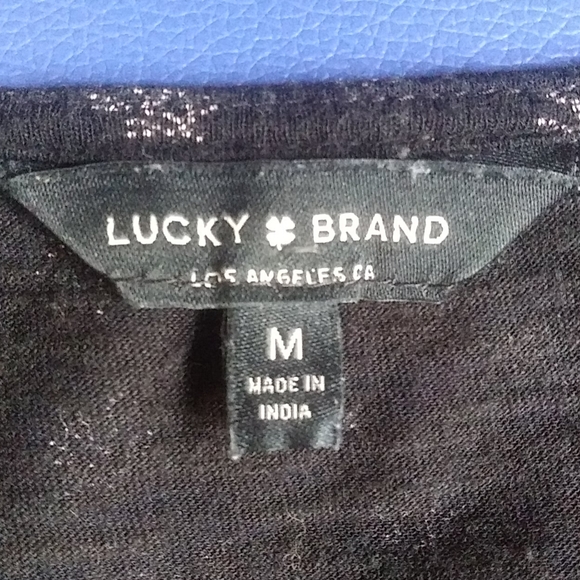 LUCKY BRAND
LOS ANGELES CA
M
MADE IN
INDIA